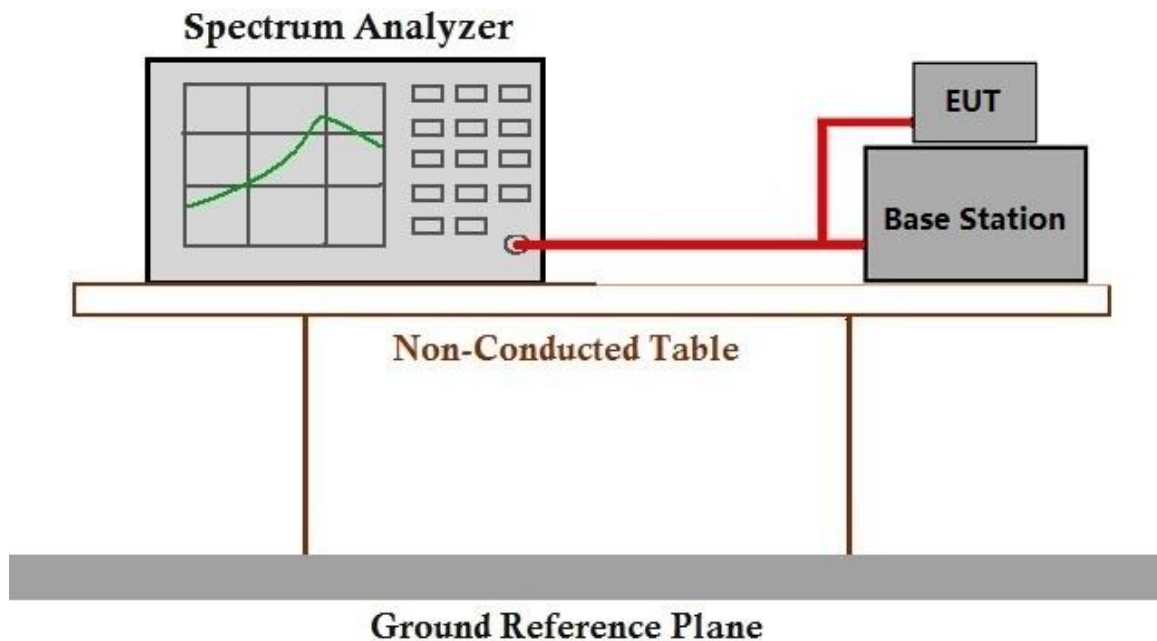 Spectrum Analyzer
EUT
Base Station
Non-Conducted Table
Ground Reference Plane